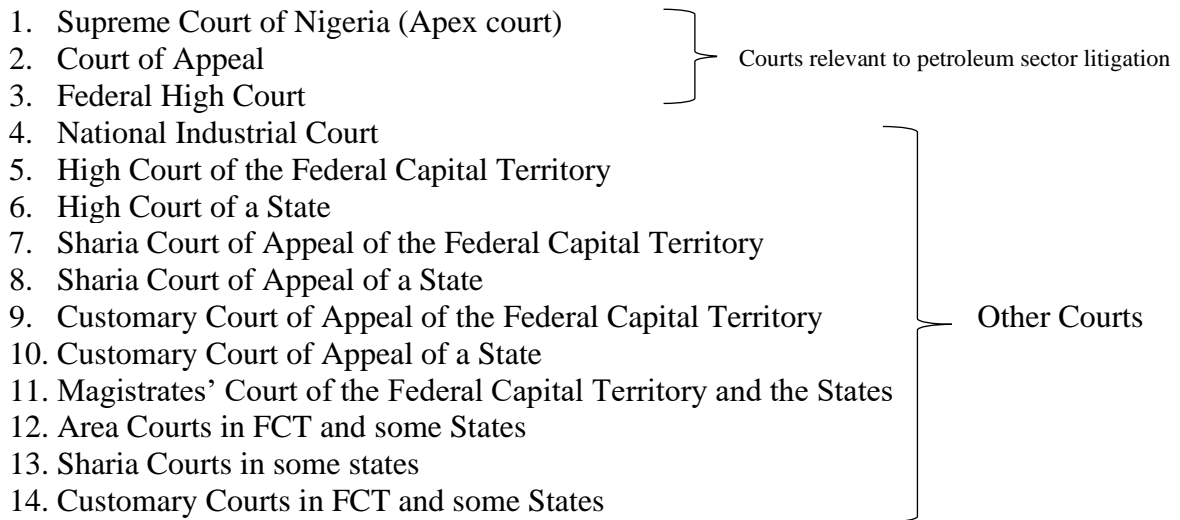 1. Supreme Court of Nigeria (Apex court)
2. Court of Appeal
Courts relevant to petroleum sector litigation
3. Federal High Court
4. National Industrial Court
5. High Court of the Federal Capital Territory
6. High Court of a State
7. Sharia Court of Appeal of the Federal Capital Territory
8. Sharia Court of Appeal of a State
9. Customary Court of Appeal of the Federal Capital Territory
Other Courts
10. Customary Court of Appeal of a State
11. Magistrates’ Court of the Federal Capital Territory and the States
12. Area Courts in FCT and some States
13. Sharia Courts in some states
14. Customary Courts in FCT and some States